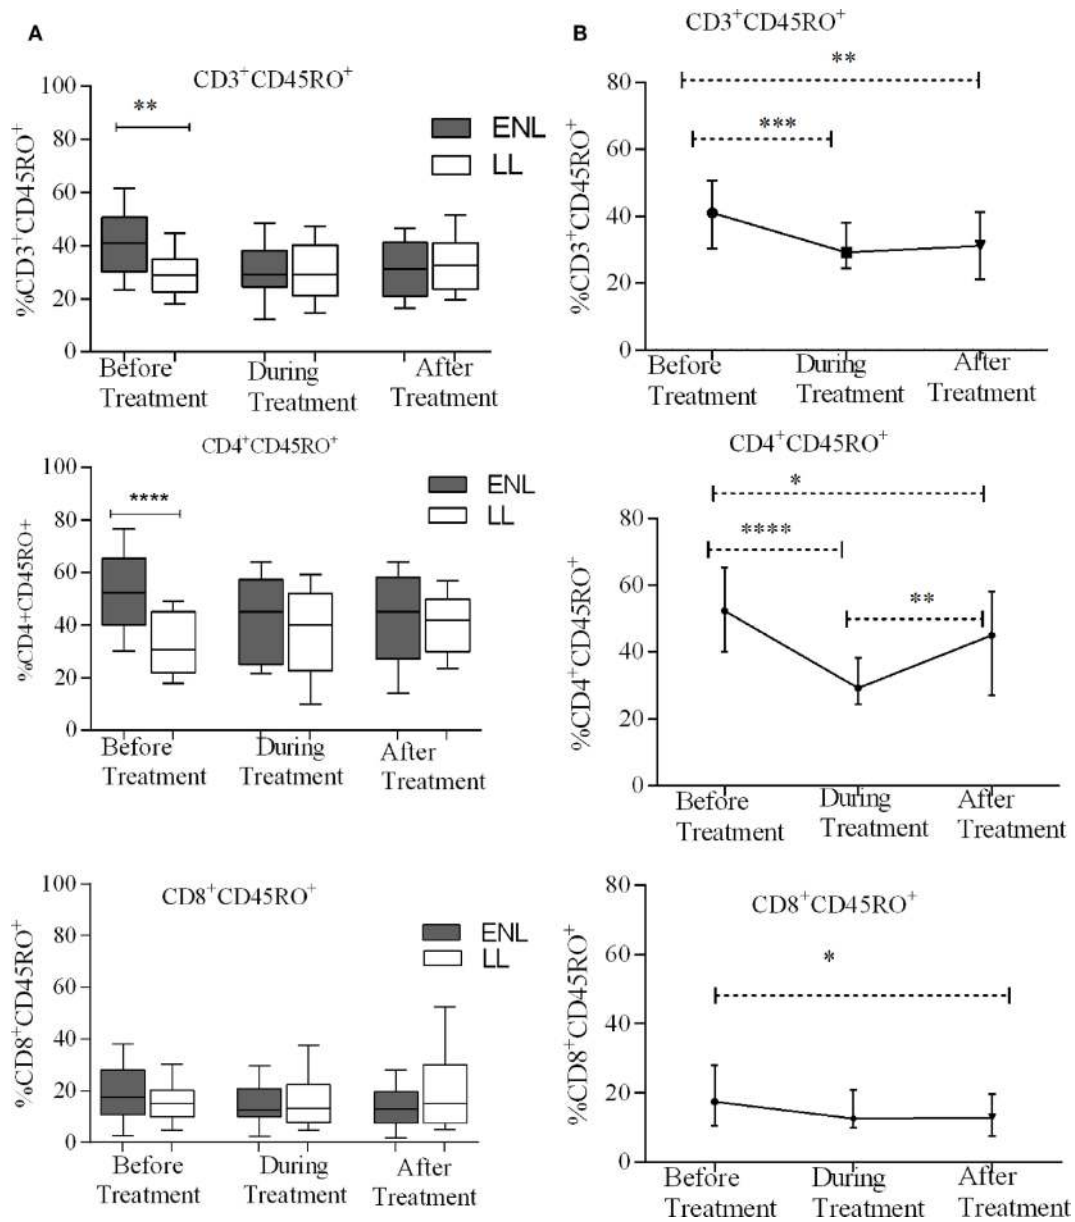 A
CD3⁺CD45RO⁺
100
80
60
40
20
0
%CD3⁺CD45RO⁺
**
ENL
LL
Before
Treatment
During
Treatment
After
Treatment
B
CD3⁺CD45RO⁺
**
***
80
60
40
20
0
%CD3⁺CD45RO⁺
Before
Treatment
During
Treatment
After
Treatment
CD4⁺CD45RO⁺
100
80
60
40
20
0
%CD4+CD45RO+
****
ENL
LL
Before
Treatment
During
Treatment
After
Treatment
CD4⁺CD45RO⁺
*
****
**
80
60
40
20
0
%CD4⁺CD45RO⁺
Before
Treatment
During
Treatment
After
Treatment
CD8⁺CD45RO⁺
100
80
60
40
20
0
%CD8⁺CD45RO⁺
ENL
LL
Before
Treatment
During
Treatment
After
Treatment
CD8⁺CD45RO⁺
*
80
60
40
20
0
%CD8⁺CD45RO⁺
Before
Treatment
During
Treatment
After
Treatment